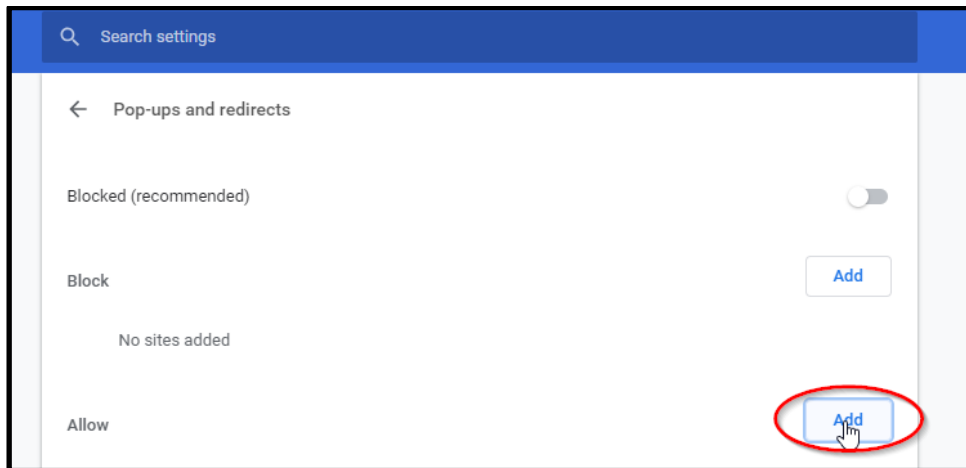 Search settings
Pop-ups and redirects
Blocked (recommended)
Block
Add
No sites added
Allow
Add